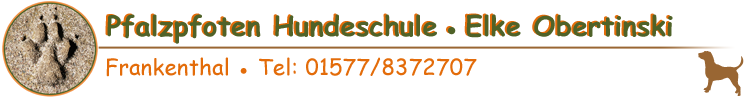 Pfalzpfoten Hundeschule • Elke Obertinski
Frankenthal • Tel: 01577/8372707